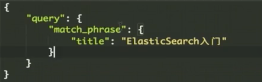 {
    "query": {
        "match_phrase": {
            "title": "ElasticSearch入门"
        }
    }
}